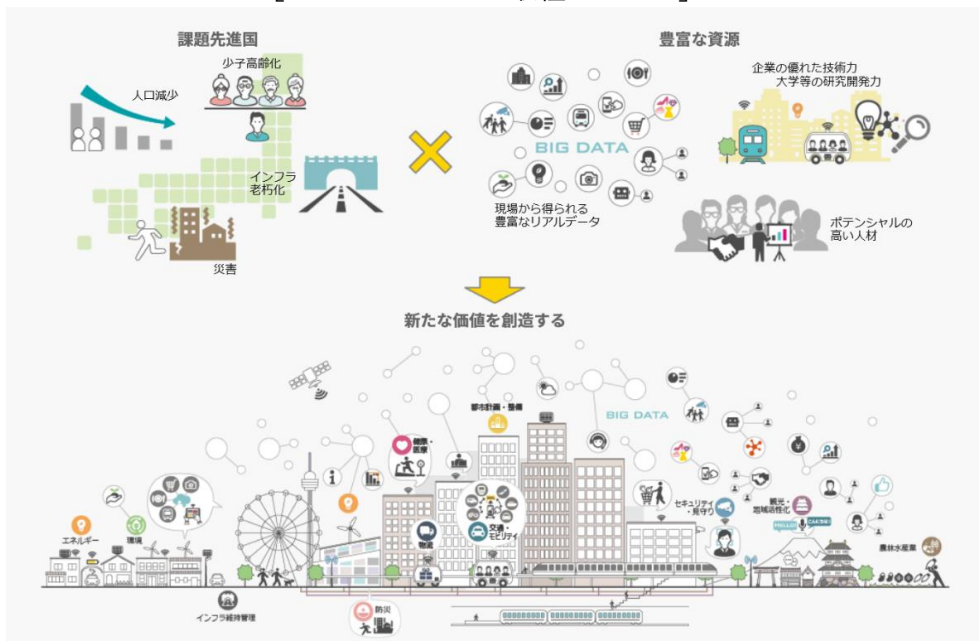 課題先進国
少子高齢化
人口減少
インフラ
老朽化
災害
豊富な資源
BIG DATA
現場から得られる
豊富なリアルデータ
企業の優れた技術力
大学等の研究開発力
ポテンシャルの
高い人材
新たな価値を創造する
都市計画・整備
BIG DATA
健康・
医療
エネルギー
環境
物流
交通・
モビリティ
セキュリティ
・見守り
観光・
地域活性化
HELLO!
農林水産業
インフラ維持管理
防災